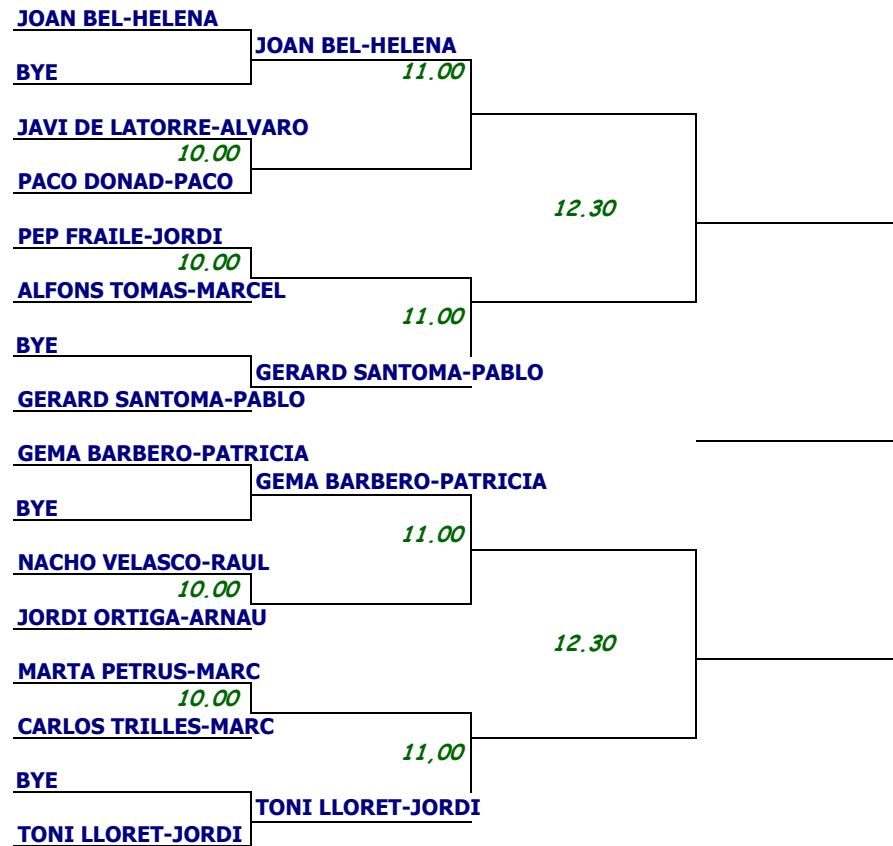 JOAN BEL-HELENA
JOAN BEL-HELENA
BYE
11.00
JAVI DE LATORRE-ALVARO
10.00
PACO DONAD-PACO
12.30
PEP FRAILE-JORDI
10.00
ALFONS TOMAS-MARCEL
11.00
BYE
GERARD SANTOMA-PABLO
GERARD SANTOMA-PABLO
GEMA BARBERO-PATRICIA
GEMA BARBERO-PATRICIA
BYE
11.00
NACHO VELASCO-RAUL
10.00
JORDI ORTIGA-ARNAU
12.30
MARTA PETRUS-MARC
10.00
CARLOS TRILLES-MARC
11,00
BYE
TONI LLORET-JORDI
TONI LLORET-JORDI